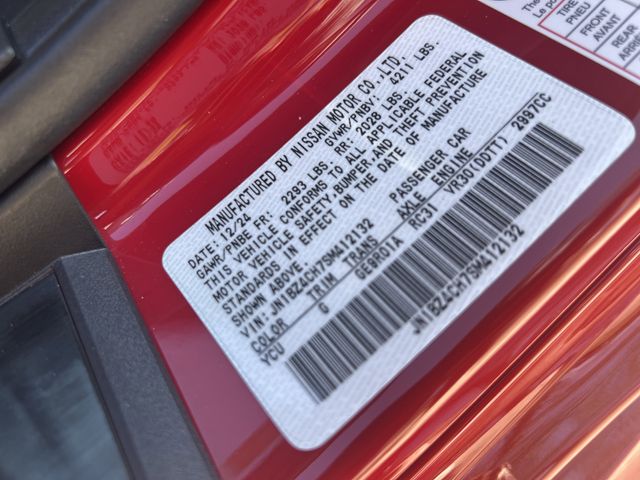 MANUFACTURED BY NISSAN MOTOR CO.,LTD.
DATE: 12/24 GVWR/PNBV: 4211 LBS.
GAWR/PNBE FR: 2293 LBS. RR: 2028 LBS.
THIS VEHICLE CONFORMS TO ALL APPLICABLE FEDERAL
MOTOR VEHICLE SAFETY,BUMPER,AND THEFT PREVENTION
STANDARDS IN EFFECT ON THE DATE OF MANUFACTURE
SHOWN ABOVE.
VIN: JN1BZ4CH7SM412132 PASSENGER CAR
COLOR TRIM TRANS AXLE ENGINE
YCU G GE9R01A RC31 VR30(DDTT) 2997CC
JN1BZ4CH7SM412132
TIRE
PNEU
FRONT
AVANT
REAR